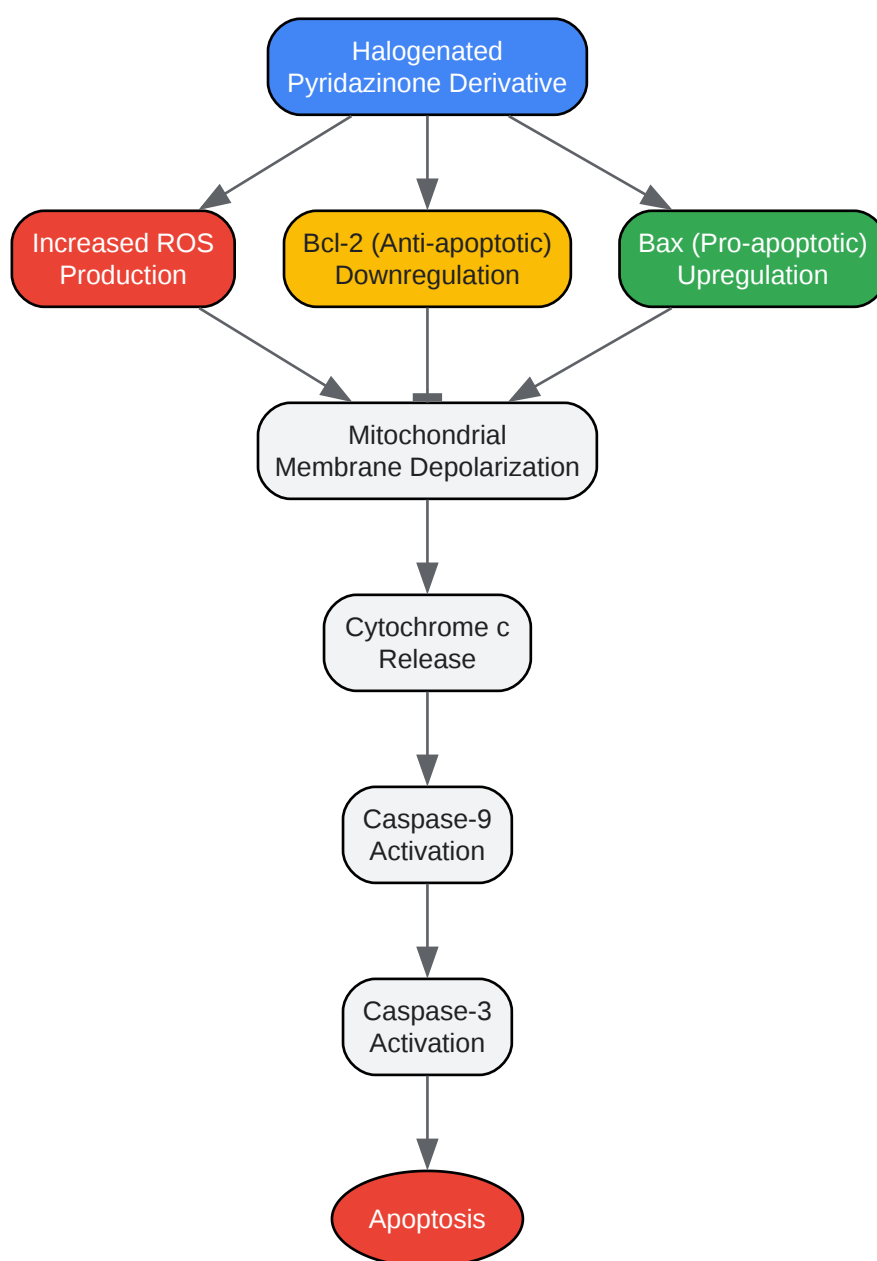 Halogenated
Pyridazinone Derivative
Increased ROS
Production
Bcl-2 (Anti-apoptotic)
Downregulation
Bax (Pro-apoptotic)
Upregulation
Mitochondrial
Membrane Depolarization
Cytochrome c
Release
Caspase-9
Activation
Caspase-3
Activation
Apoptosis